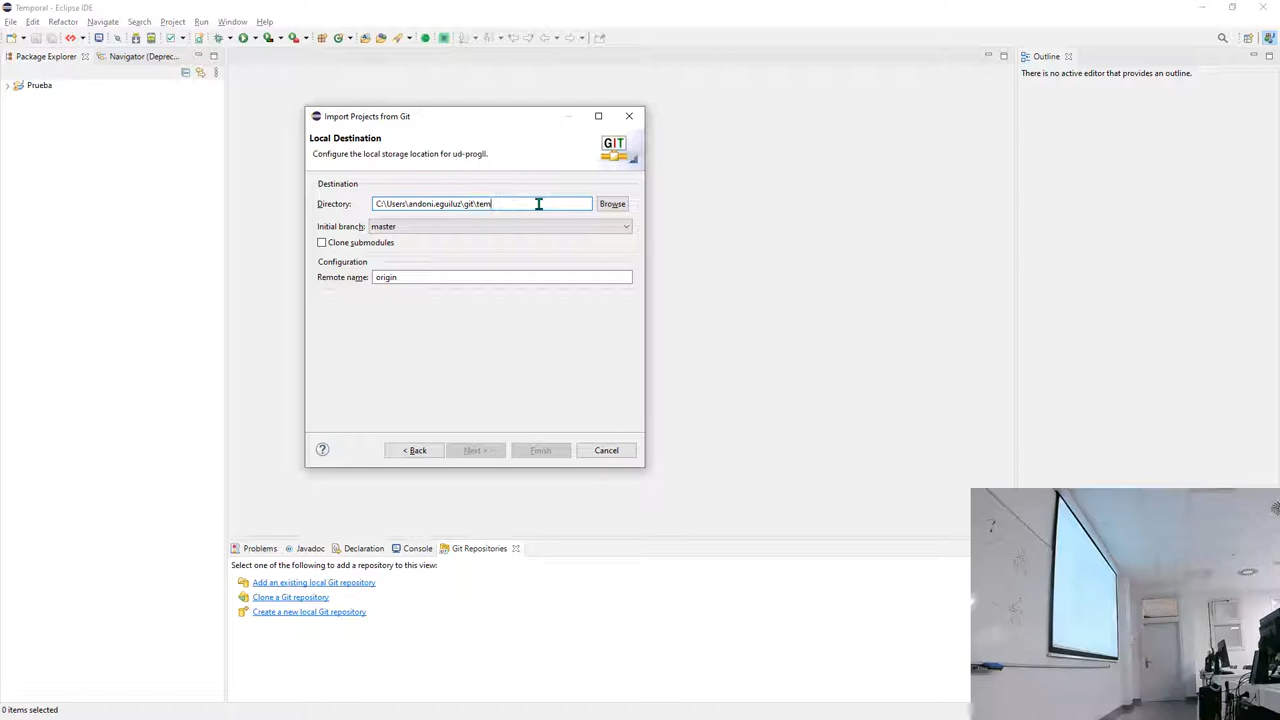 Temporal - Eclipse IDE
File Edit Refactor Navigate Search Project Run Window Help
Package Explorer Navigator (Deprec...
Outline
There is no active editor that provides an outline.
Prueba
Import Projects from Git
Local Destination
Configure the local storage location for ud-progII.
GIT
Destination
Directory: C:\Users\andoni.eguiluz\git\tem Browse
Initial branch: master
Clone submodules
Configuration
Remote name: origin
? < Back Next > Finish Cancel
Problems Javadoc Declaration Console Git Repositories
Select one of the following to add a repository to this view:
Add an existing local Git repository
Clone a Git repository
Create a new local Git repository
0 items selected